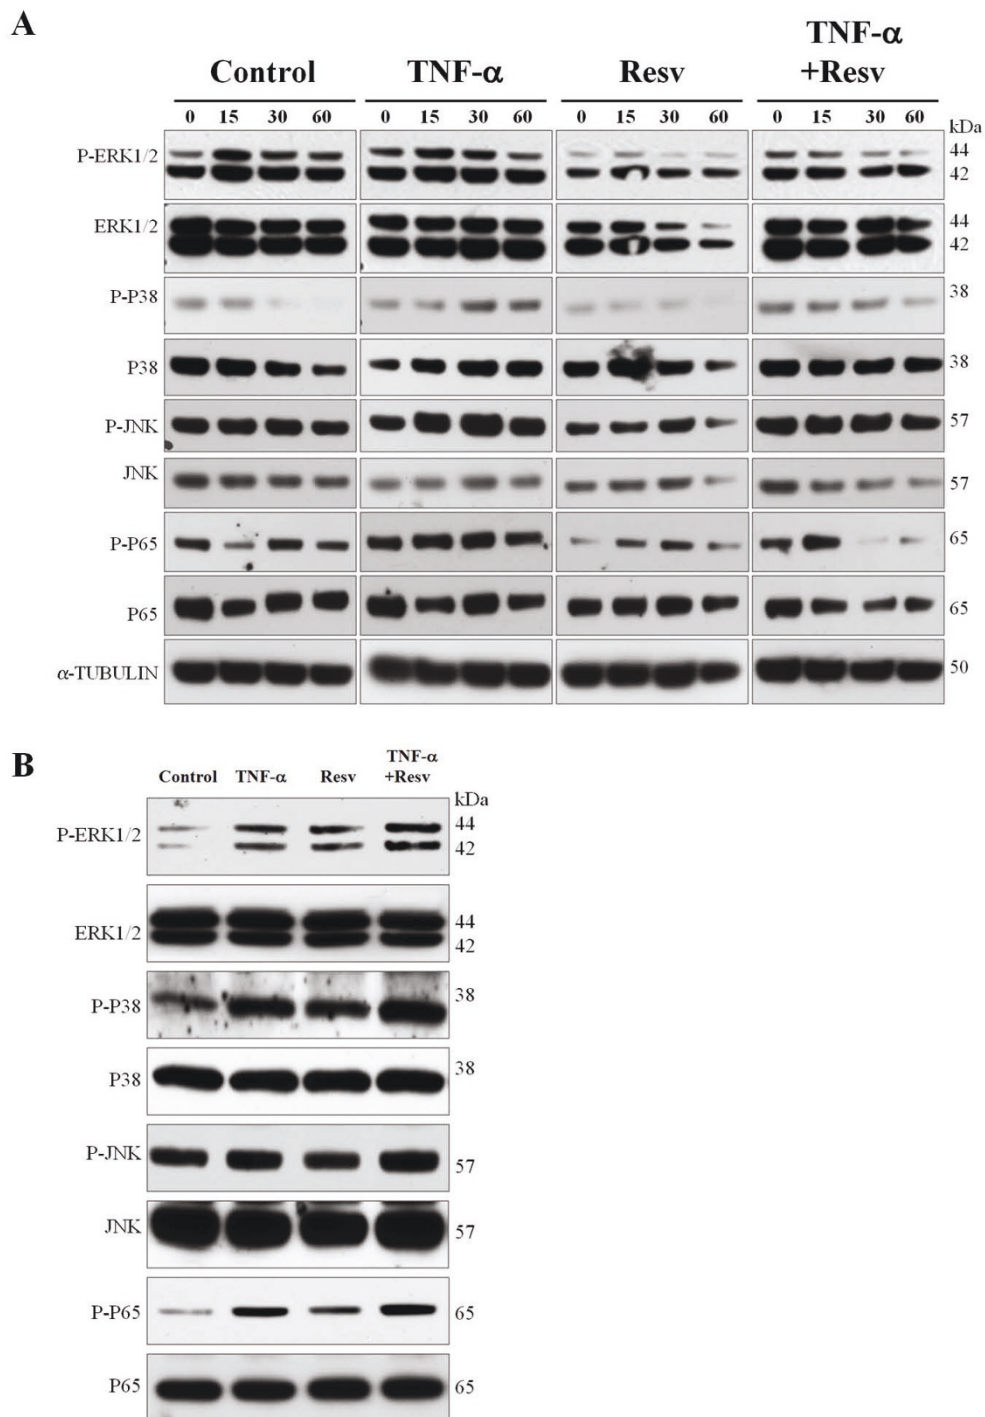 A
TNF-α
Control TNF-α Resv +Resv
0 15 30 60 0 15 30 60 0 15 30 60 0 15 30 60
kDa
P-ERK1/2 44
42
ERK1/2 44
42
P-P38 38
P38 38
P-JNK 57
JNK 57
P-P65 65
P65 65
α-TUBULIN 50
B
TNF-α
Control TNF-α Resv +Resv
kDa
P-ERK1/2 44
42
ERK1/2 44
42
P-P38 38
P38 38
P-JNK 57
JNK 57
P-P65 65
P65 65